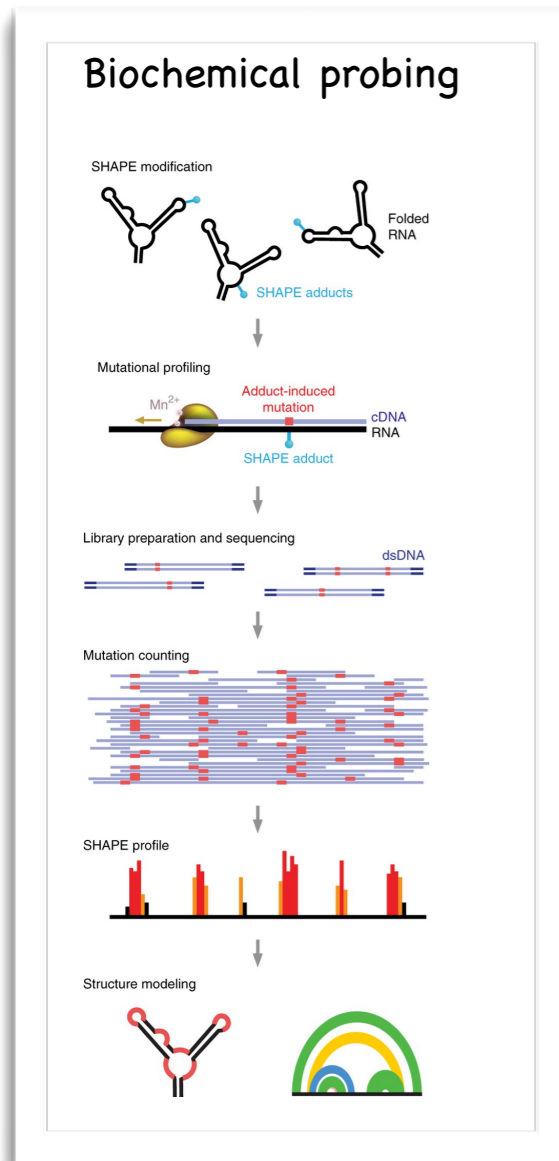 Biochemical probing
SHAPE modification
Folded
RNA
SHAPE adducts
Mutational profiling
Mn2+
Adduct-induced
mutation
cDNA
RNA
SHAPE adduct
Library preparation and sequencing
dsDNA
Mutation counting
SHAPE profile
Structure modeling